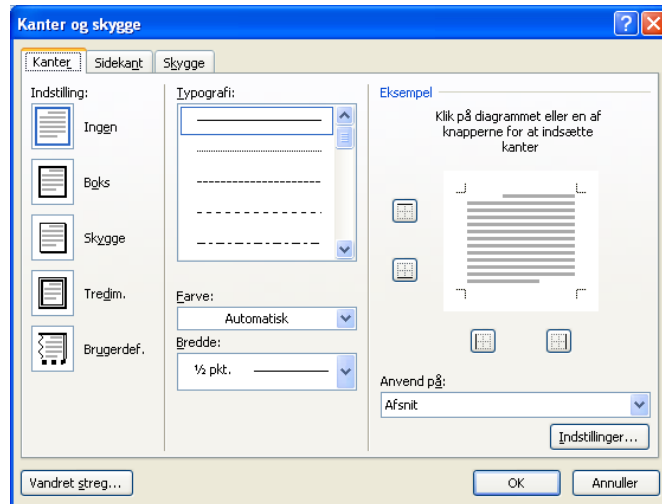 Kanter og skygge
Kanter
Sidekant
Skygge
Indstilling:
Ingen
Boks
Skygge
Tredim.
Brugerdef.
Typografi:
Farve:
Automatisk
Bredde:
½ pkt.
Eksempel
Klik på diagrammet eller en af
knapperne for at indsætte
kanter
Anvend på:
Afsnit
Indstillinger...
Vandret streg...
OK
Annuller